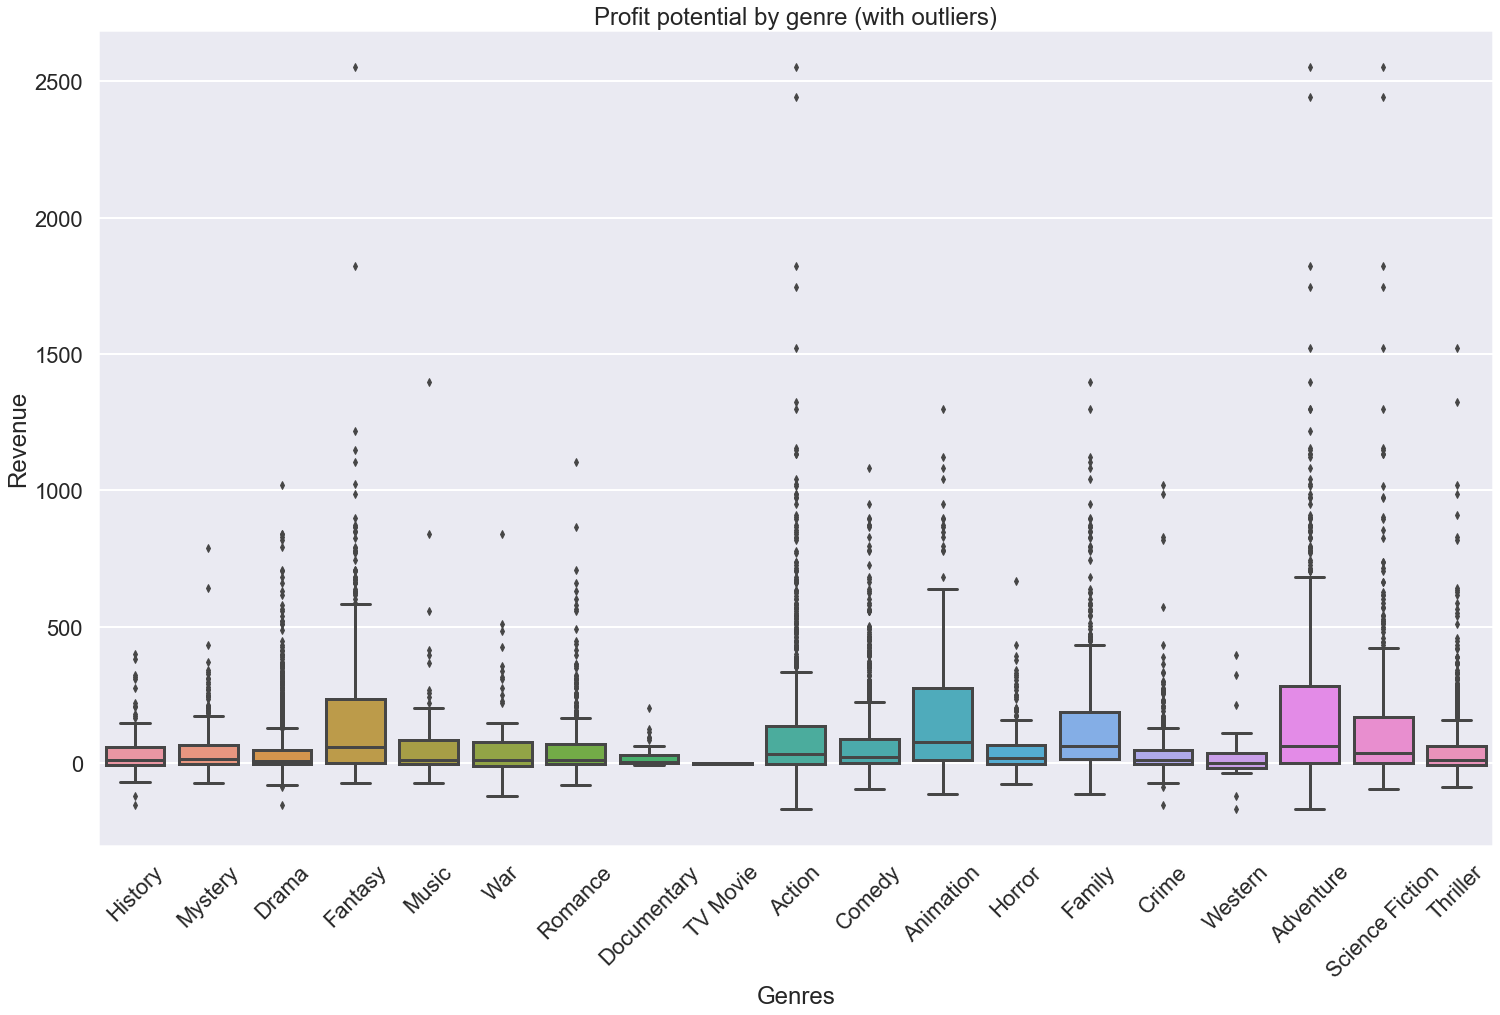 Profit potential by genre (with outliers)
2500
2000
1500
1000
500
0
Revenue
History
Mystery
Drama
Fantasy
Music
War
Romance
Documentary
TV Movie
Action
Comedy
Animation
Horror
Family
Crime
Western
Adventure
Science Fiction
Thriller
Genres